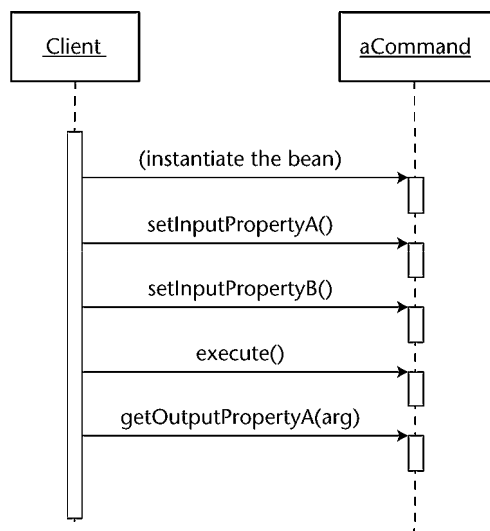 Client
aCommand
(instantiate the bean)
setInputPropertyA()
setInputPropertyB()
execute()
getOutputPropertyA(arg)